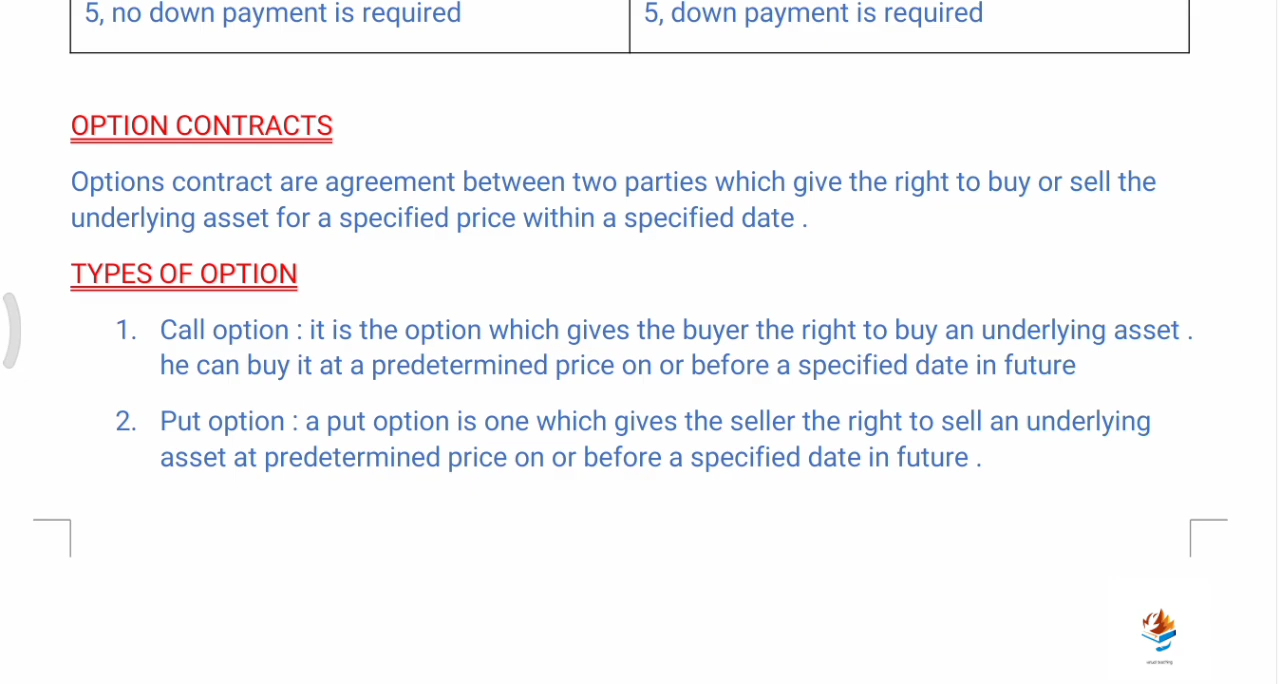 5, no down payment is required
5, down payment is required
OPTION CONTRACTS
Options contract are agreement between two parties which give the right to buy or sell the
underlying asset for a specified price within a specified date .
TYPES OF OPTION
1. Call option : it is the option which gives the buyer the right to buy an underlying asset .
he can buy it at a predetermined price on or before a specified date in future
2. Put option : a put option is one which gives the seller the right to sell an underlying
asset at predetermined price on or before a specified date in future .